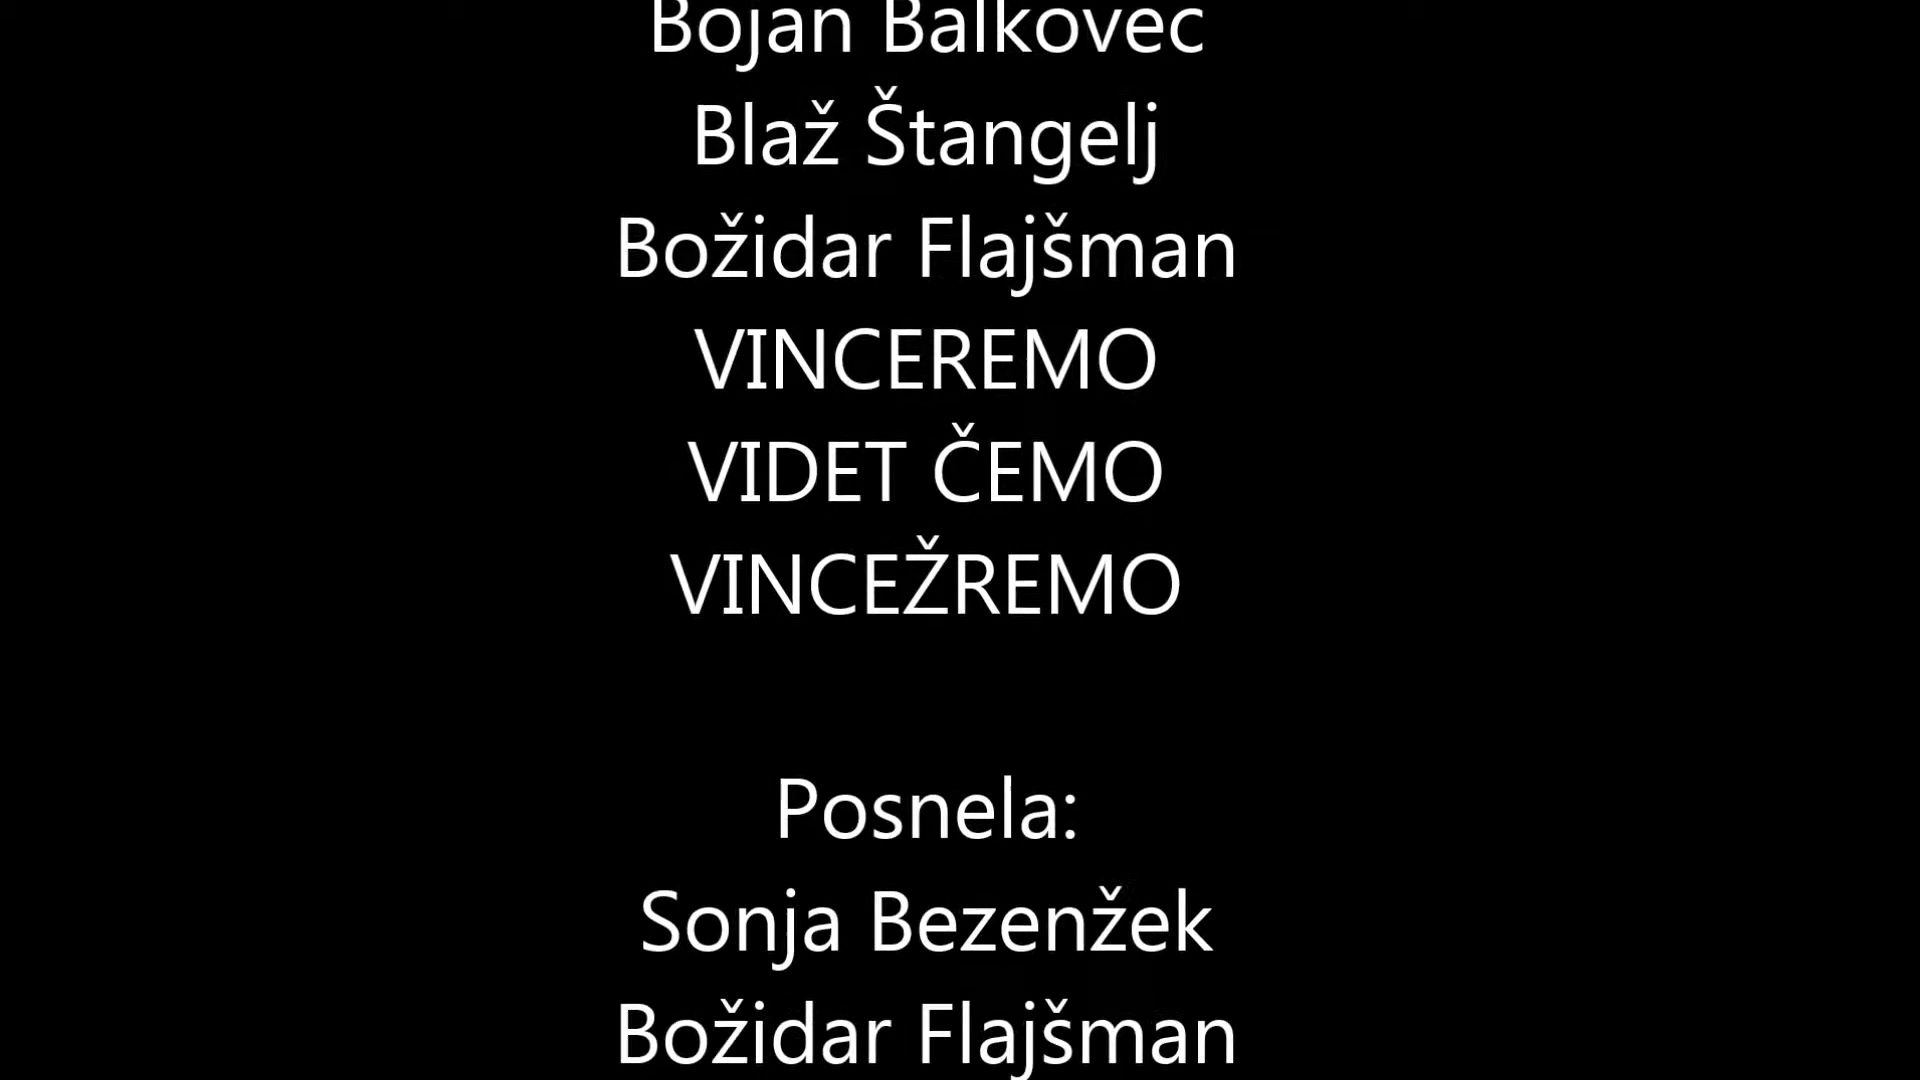 Bojan Balkovec
Blaž Štangelj
Božidar Flajšman
VINCEREMO
VIDET ČEMO
VINCEŽREMO
Posnela:
Sonja Bezenžek
Božidar Flajšman